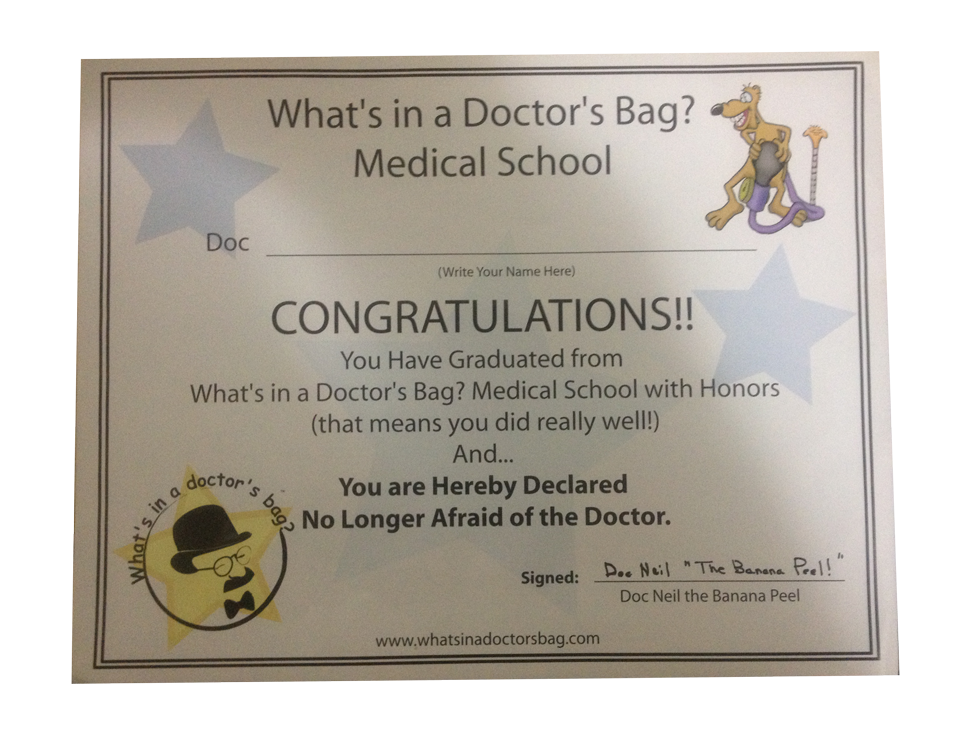 What's in a Doctor's Bag?
Medical School
Doc
(Write Your Name Here)
CONGRATULATIONS!!
You Have Graduated from
What's in a Doctor's Bag? Medical School with Honors
(that means you did really well!)
And...
You are Hereby Declared
No Longer Afraid of the Doctor.
What's in a doctor's bag?
Signed: Doc Neil "The Banana Peel!"
Doc Neil the Banana Peel
www.whatsinadoctorsbag.com